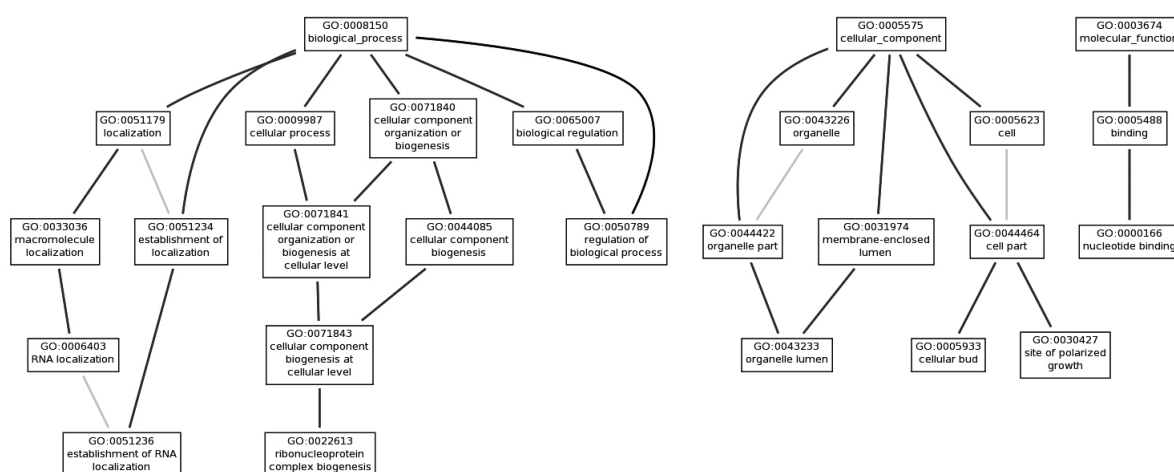 GO:0008150
biological_process
GO:0005575
cellular_component
GO:0003674
molecular_function
GO:0051179
localization
GO:0009987
cellular process
GO:0071840
cellular component
organization or
biogenesis
GO:0065007
biological regulation
GO:0043226
organelle
GO:0005623
cell
GO:0005488
binding
GO:0033036
macromolecule
localization
GO:0051234
establishment of
localization
GO:0071841
cellular component
organization or
biogenesis at
cellular level
GO:0044085
cellular component
biogenesis
GO:0050789
regulation of
biological process
GO:0044422
organelle part
GO:0031974
membrane-enclosed
lumen
GO:0044464
cell part
GO:0000166
nucleotide binding
GO:0006403
RNA localization
GO:0071843
cellular component
biogenesis at
cellular level
GO:0043233
organelle lumen
GO:0005933
cellular bud
GO:0030427
site of polarized
growth
GO:0051236
establishment of RNA
localization
GO:0022613
ribonucleoprotein
complex biogenesis